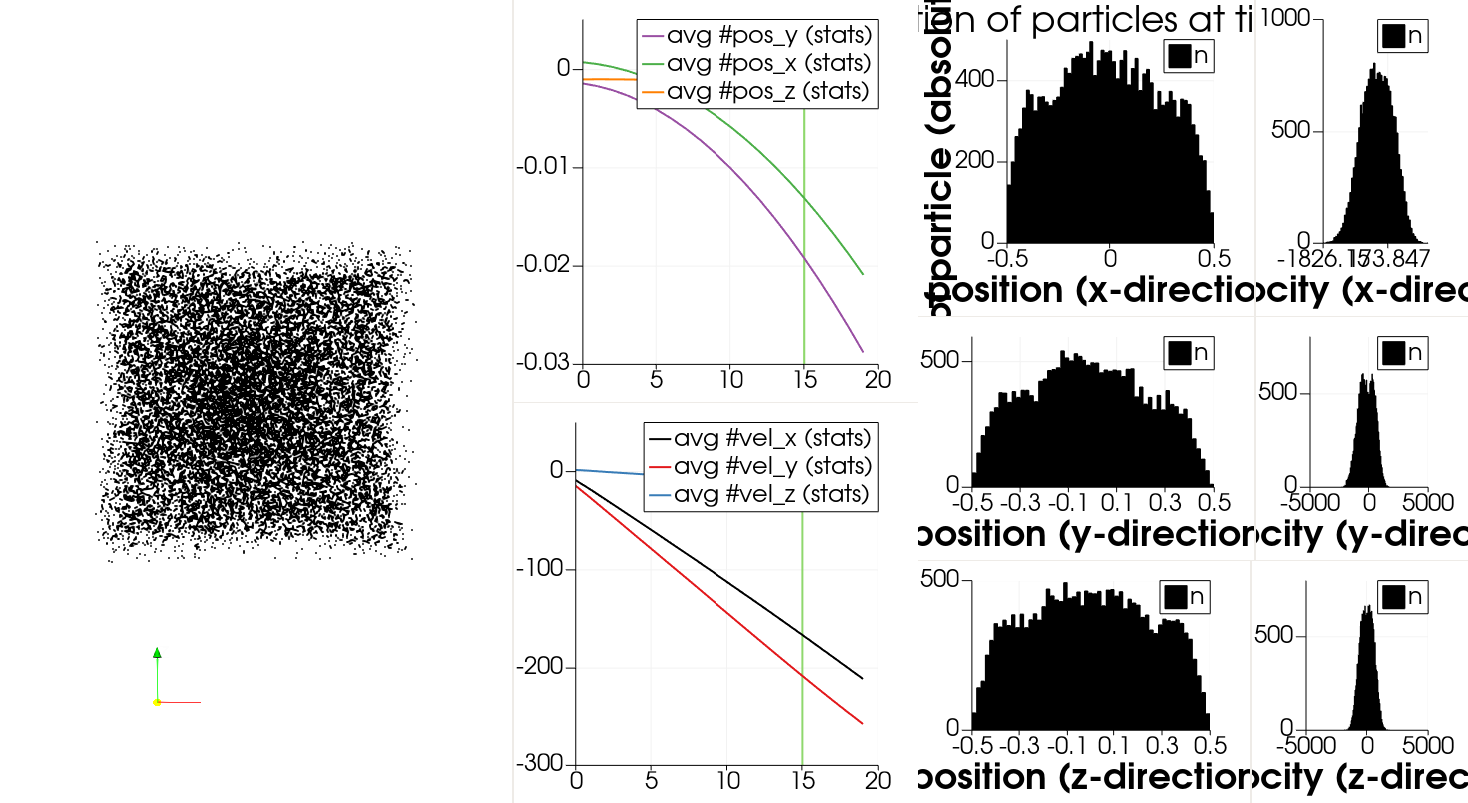 0
-0.01
-0.02
-0.03
0 5 10 15 20
avg #pos_y (stats)
avg #pos_x (stats)
avg #pos_z (stats)
0
-100
-200
-300
0 5 10 15 20
avg #vel_x (stats)
avg #vel_y (stats)
avg #vel_z (stats)
of particles at
particle
400
200
0
-0.5 0 0.5
n
position (x-directio
1000
500
0
n
ocity (x-direc
500
0
-0.5 -0.3 -0.1 0.1 0.3 0.5
n
position (y-direction
500
0
-5000 0 5000
n
ocity (y-direc
500
0
-0.5 -0.3 -0.1 0.1 0.3 0.5
n
position (z-direction
500
0
-5000 0 5000
n
ocity (z-direc